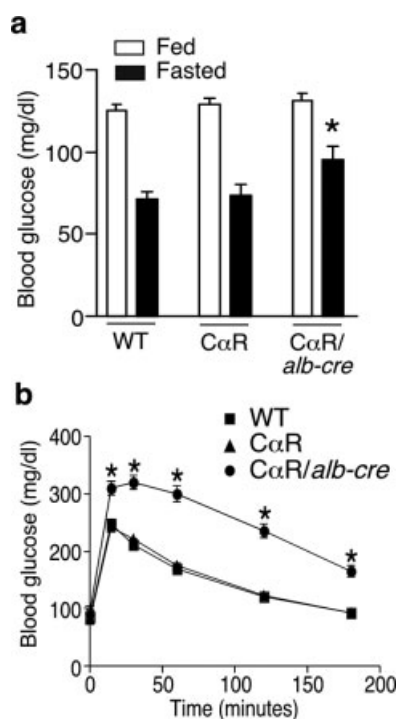 a
Fed
Fasted
Blood glucose (mg/dl)
150
100
50
0
*
WT
CαR
CαR/
alb-cre
b
WT
CαR
CαR/alb-cre
Blood glucose (mg/dl)
400
300
200
100
0
* * * * *
0 50 100 150 200
Time (minutes)